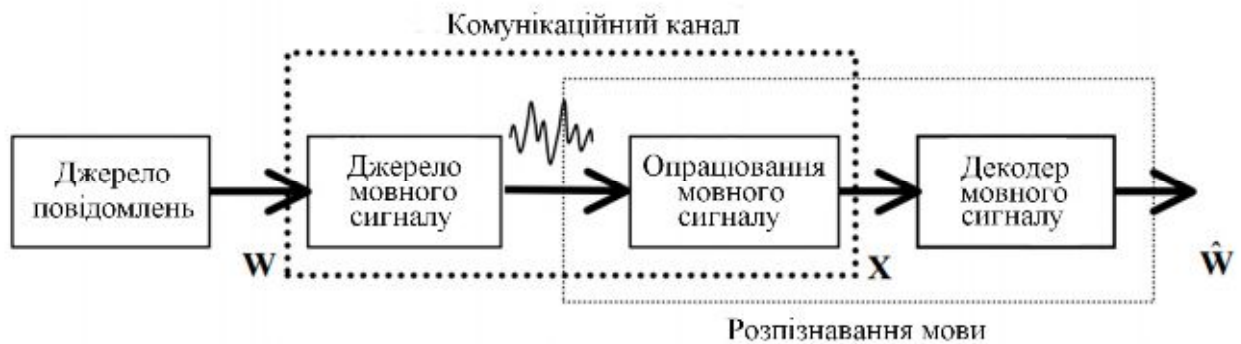 Комунікаційний канал
Джерело
повідомлень
Джерело
мовного
сигналу
Опрацювання
мовного
сигналу
Декодер
мовного
сигналу
W
X
Ŵ
Розпізнавання мови